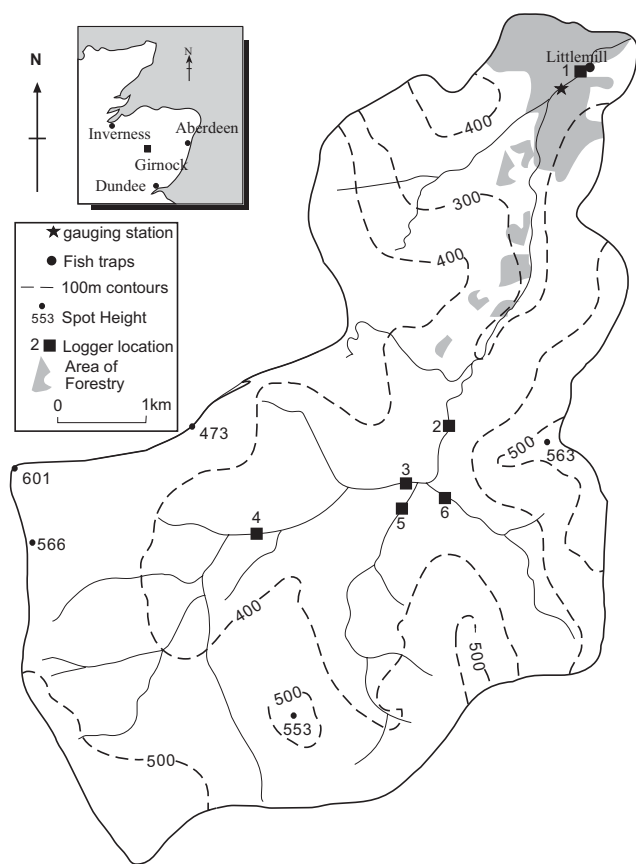 N
N
Inverness
Aberdeen
Girnock
Dundee
gauging station
Fish traps
100m contours
553 Spot Height
2 Logger location
Area of
Forestry
0 1km
Littlemill
1
400
300
400
2
473
500
563
601
3
6
4
5
566
400
500
500
553
500